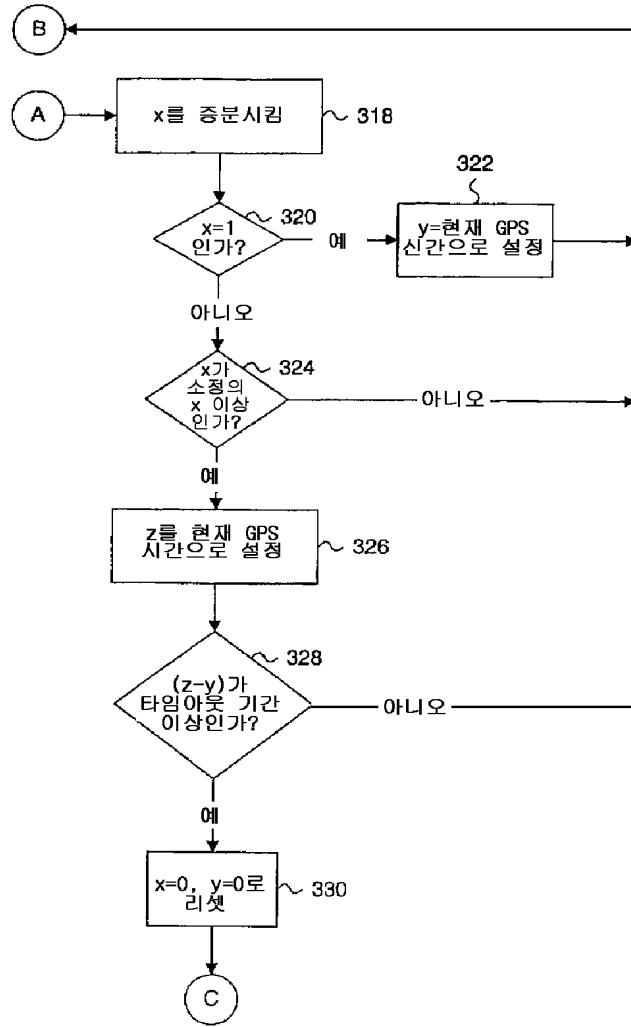 B
A
x를 증분시킴
318
322
320
x=1
인가?
예
y=현재 GPS
신간으로 설정
아니오
324
x가
소정의
x 이상
인가?
아니오
예
z를 현재 GPS
시간으로 설정
326
328
(z-y)가
타임아웃 기간
이상인가?
아니오
예
x=0, y=0로
리셋
330
C